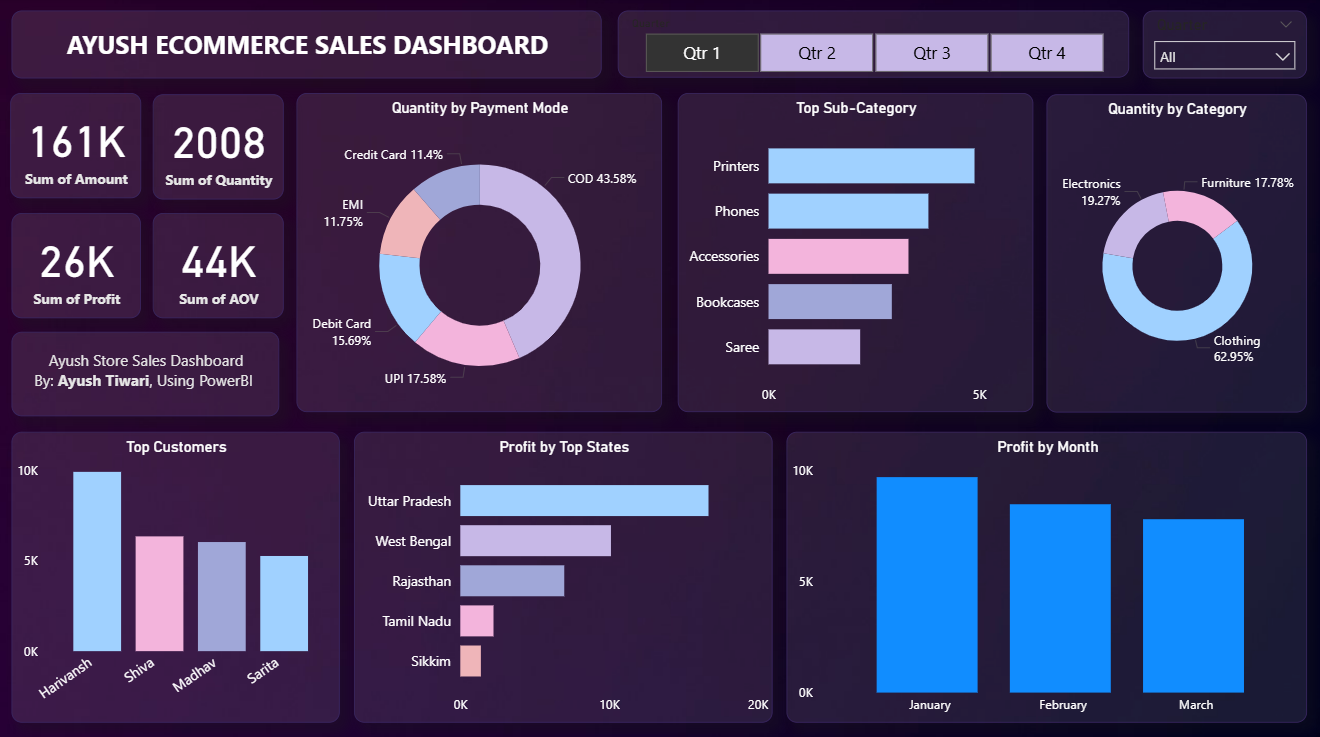 AYUSH ECOMMERCE SALES DASHBOARD
Qtr 1
Qtr 2
Qtr 3
Qtr 4
All
161K
Sum of Amount
2008
Sum of Quantity
26K
Sum of Profit
44K
Sum of AOV
Ayush Store Sales Dashboard
By: Ayush Tiwari, Using PowerBI
Quantity by Payment Mode
Credit Card 11.4%
COD 43.58%
EMI
11.75%
Debit Card
15.69%
UPI 17.58%
Top Sub-Category
Printers
Phones
Accessories
Bookcases
Saree
0K
5K
Quantity by Category
Electronics
19.27%
Furniture 17.78%
Clothing
62.95%
Top Customers
10K
5K
0K
Harivansh
Shiva
Madhav
Sarita
Profit by Top States
Uttar Pradesh
West Bengal
Rajasthan
Tamil Nadu
Sikkim
0K
10K
20K
Profit by Month
10K
5K
0K
January
February
March